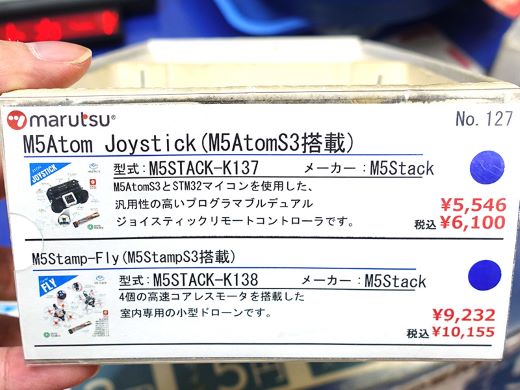 marutsu®
No. 127
M5Atom Joystick(M5AtomS3搭載)
JOYSTICK
型式:M5STACK-K137
メーカー:M5Stack
M5AtomS3とSTM32マイコンを使用した、
汎用性の高いプログラマブルデュアル
ジョイスティックリモートコントローラです。
¥5,546
税込¥6,100
M5Stamp-Fly(M5StampS3搭載)
FLY
型式:M5STACK-K138
メーカー:M5Stack
4個の高速コアレスモータを搭載した
室内専用の小型ドローンです。
¥9,232
税込¥10,155